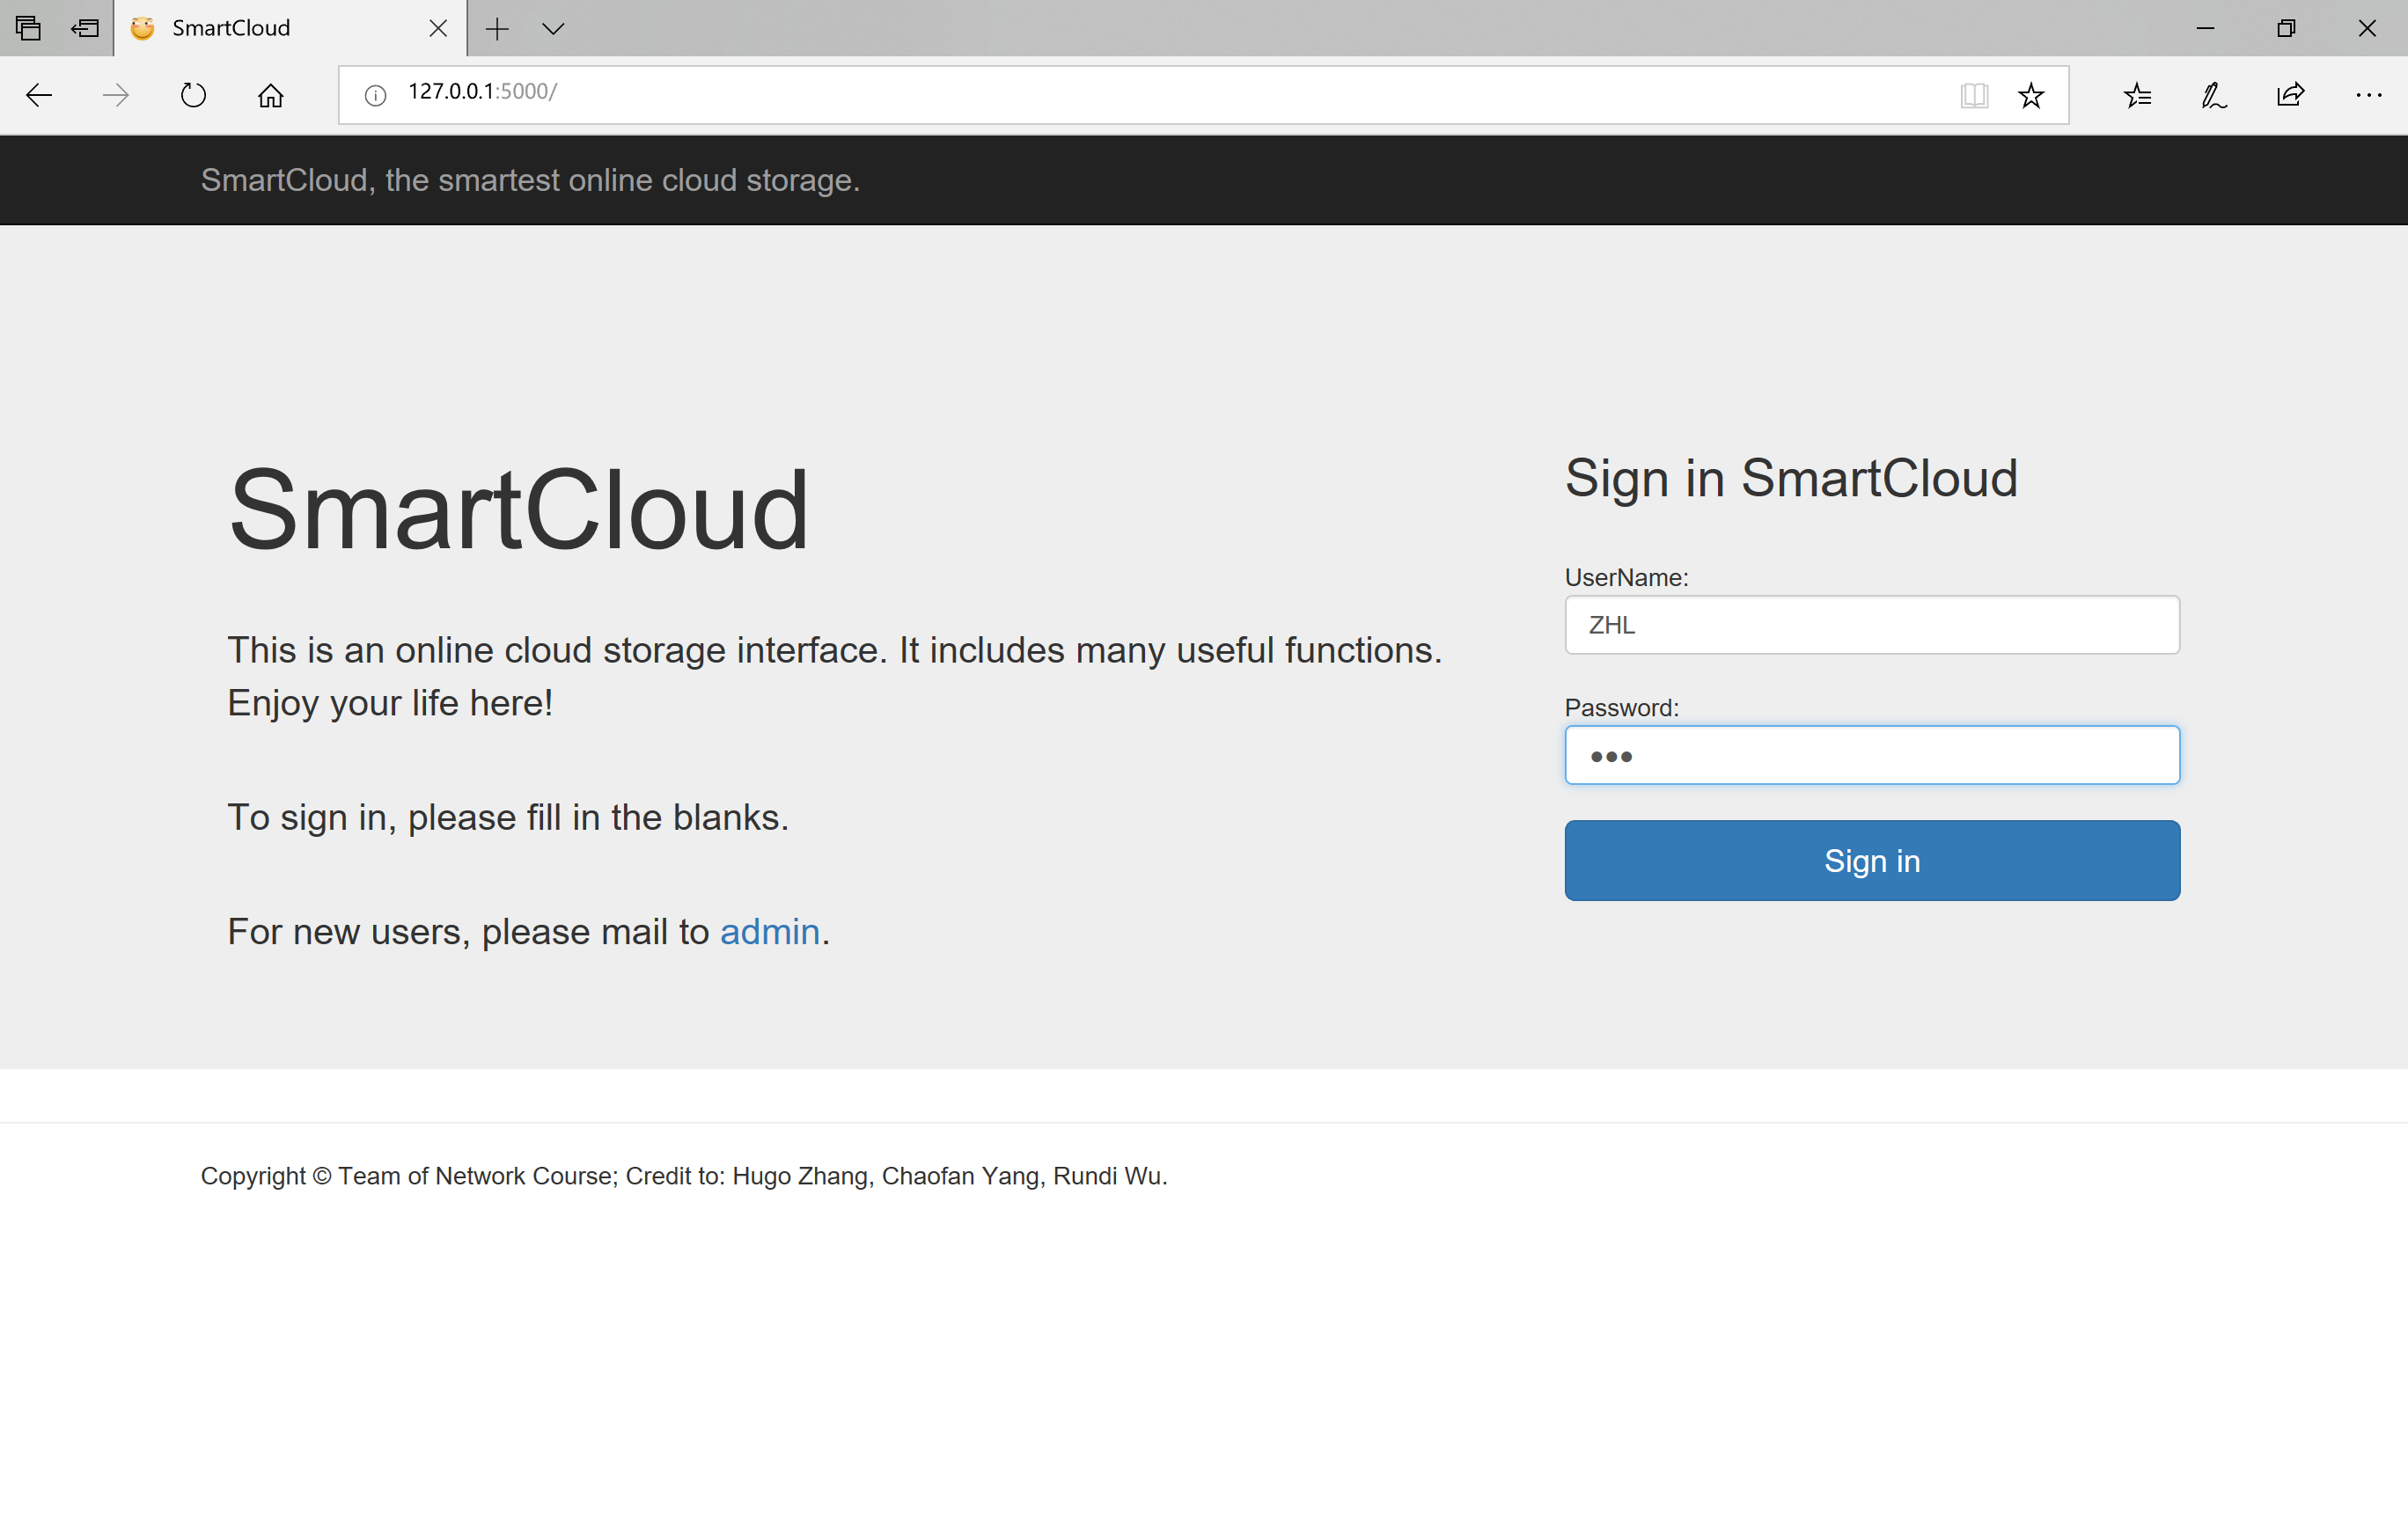 SmartCloud
127.0.0.1:5000/
SmartCloud, the smartest online cloud storage.
SmartCloud
This is an online cloud storage interface. It includes many useful functions.
Enjoy your life here!
To sign in, please fill in the blanks.
For new users, please mail to admin.
Sign in SmartCloud
UserName:
ZHL
Password:
•••
Sign in
Copyright © Team of Network Course; Credit to: Hugo Zhang, Chaofan Yang, Rundi Wu.